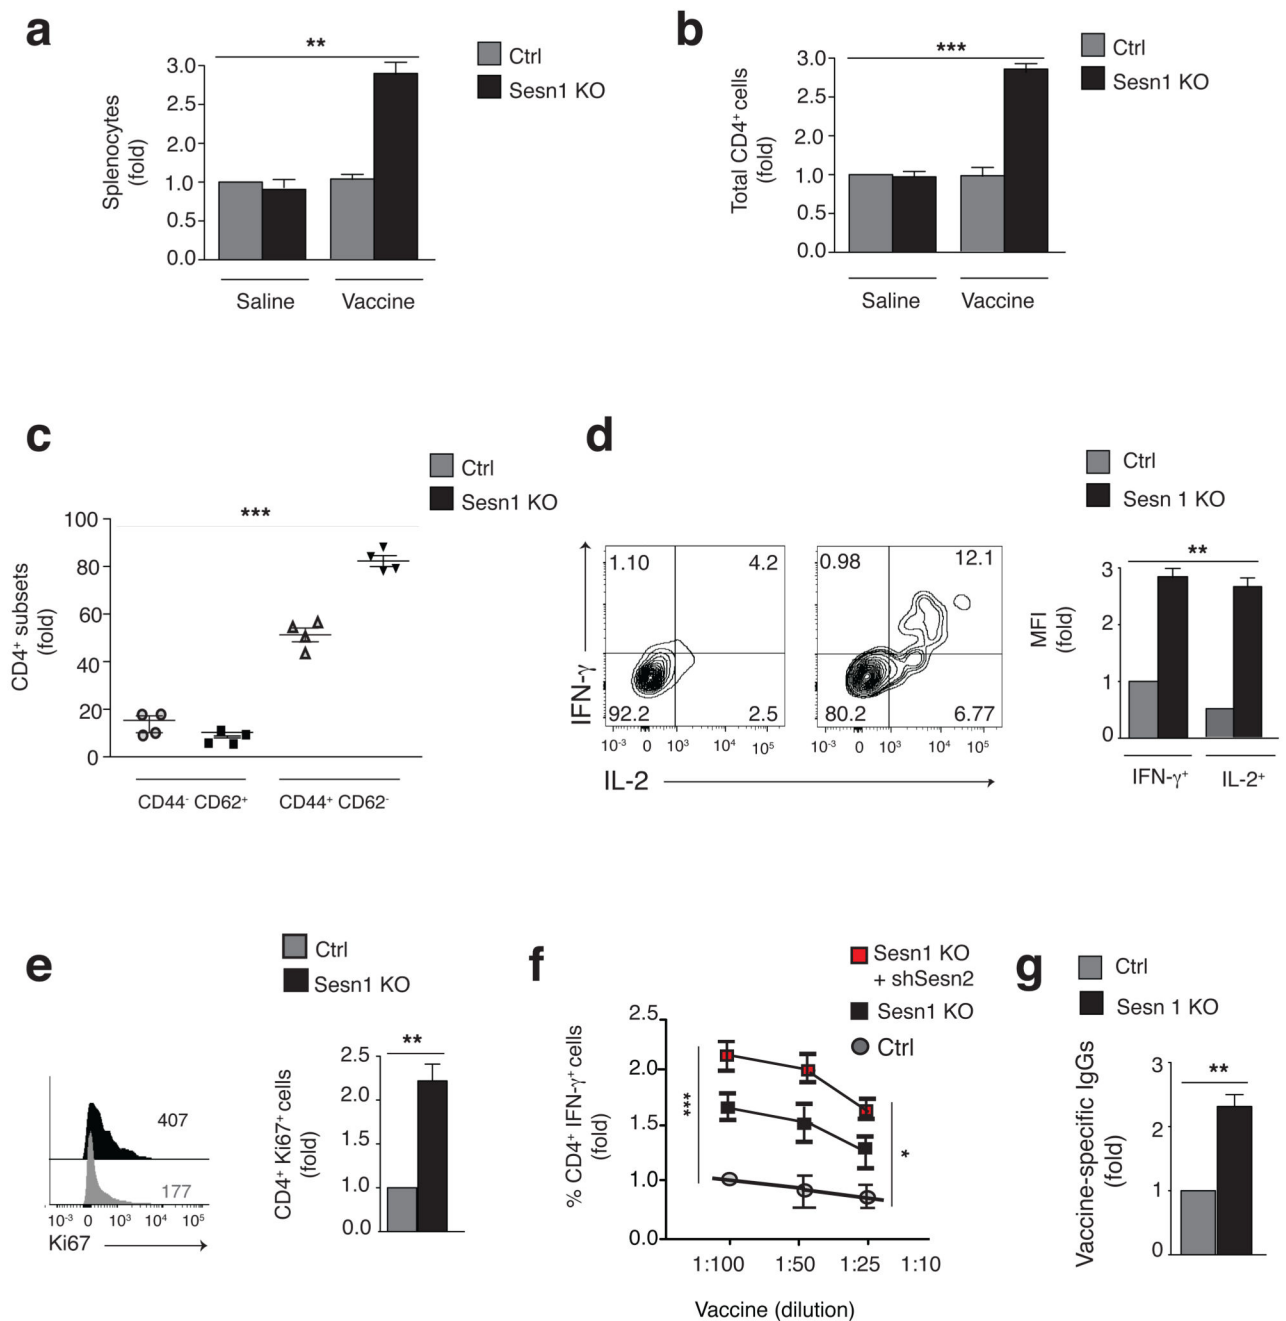 a
**
Ctrl
Sesn1 KO
Splenocytes
(fold)
3.0
2.5
2.0
1.0
0.5
0.0
Saline
Vaccine
b
***
Ctrl
Sesn1 KO
Total CD4+ cells
(fold)
3.0
2.5
2.0
1.0
0.5
0.0
Saline
Vaccine
c
***
Ctrl
Sesn1 KO
CD4+ subsets
(fold)
100
80
60
40
20
0
CD44- CD62+
CD44+ CD62-
d
1.10
4.2
92.2
2.5
0.98
12.1
80.2
6.77
10-3 0 103 104 105
10-3 0 103 104 105
IFN-γ
IL-2
Ctrl
Sesn 1 KO
**
MFI
(fold)
3
2
1
0
IFN-γ+
IL-2+
e
Ctrl
Sesn1 KO
407
177
10-3 0 103 104 105
Ki67
**
CD4+ Ki67+ cells
(fold)
2.5
2.0
1.5
1.0
0.0
f
Sesn1 KO
+ shSesn2
Sesn1 KO
Ctrl
% CD4+ IFN-γ+ cells
(fold)
2.5
2.0
1.5
1.0
0.0
***
*
1:100
1:50
1:25
1:10
Vaccine (dilution)
g
Ctrl
Sesn 1 KO
**
Vaccine-specific IgGs
(fold)
3
2
1
0